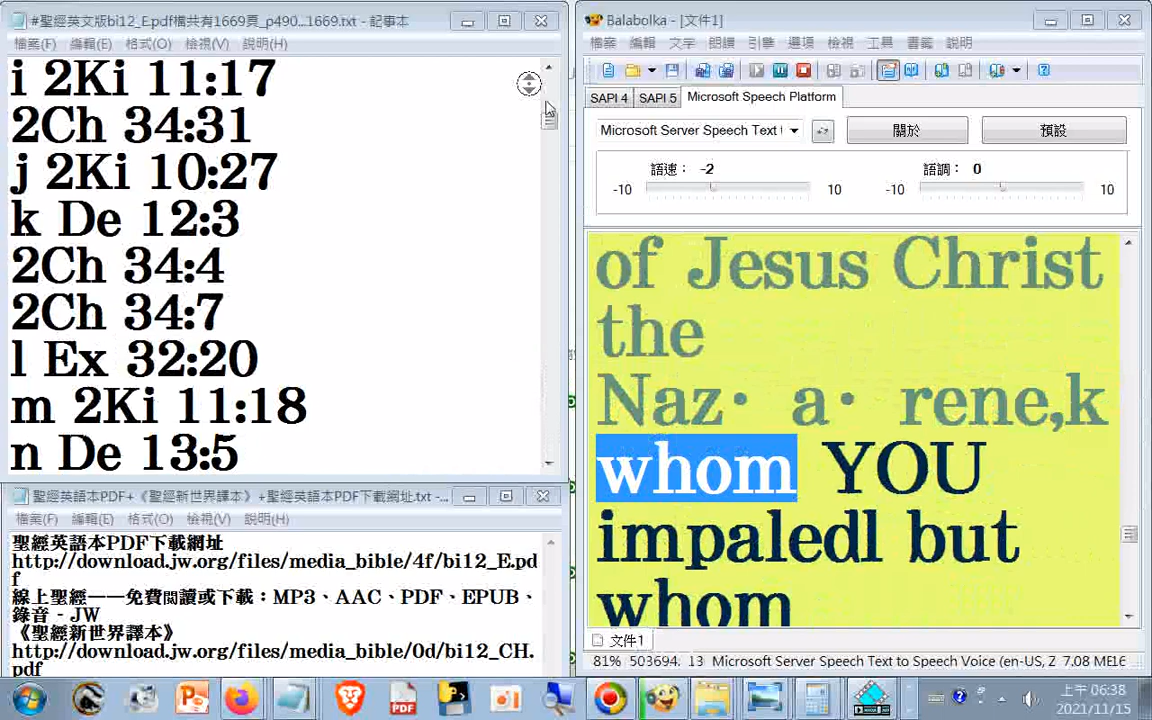 #聖經英文版bi12_E.pdf檔共有1669頁_p490...1669.txt - 記事本
檔案(F) 編輯(E) 格式(O) 檢視(V) 說明(H)
i 2Ki 11:17
2Ch 34:31
j 2Ki 10:27
k De 12:3
2Ch 34:4
2Ch 34:7
l Ex 32:20
m 2Ki 11:18
n De 13:5
聖經英語本PDF+《聖經新世界譯本》+聖經英語本PDF下載網址.txt - ...
檔案(F) 編輯(E) 格式(O) 檢視(V) 說明(H)
聖經英語本PDF下載網址
http://download.jw.org/files/media_bible/4f/bi12_E.pd
f
線上聖經——免費閱讀或下載：MP3、AAC、PDF、EPUB、
錄音 - JW
《聖經新世界譯本》
http://download.jw.org/files/media_bible/0d/bi12_CH.
pdf
Balabolka - [文件1]
檔案 編輯 文字 朗讀 引擎 選項 檢視 工具 書籤 說明
SAPI 4 SAPI 5 Microsoft Speech Platform
Microsoft Server Speech Text 關於 預設
語速： -2 語調： 0
-10 10 -10 10
of Jesus Christ
the
Naz· a· rene,k
whom YOU
impaledl but
whom
文件1
81% 503694. 13 Microsoft Server Speech Text to Speech Voice (en-US, Z 7.08 ME16
上午 06:38
2021/11/15